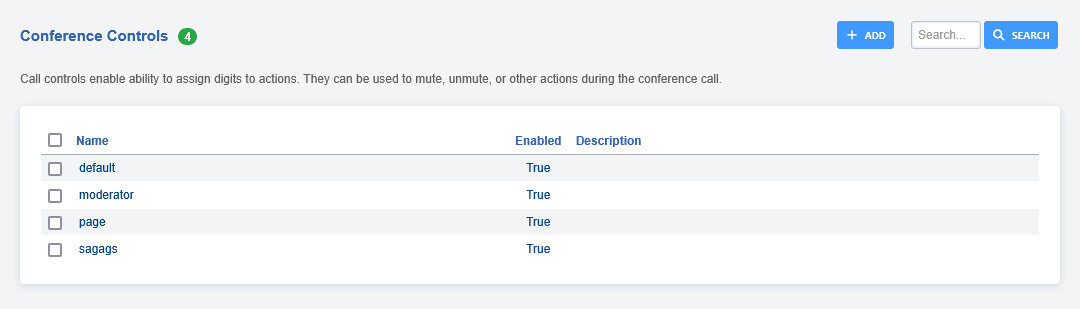 Conference Controls 4
+ ADD Search... SEARCH
Call controls enable ability to assign digits to actions. They can be used to mute, unmute, or other actions during the conference call.
Name Enabled Description
default True
moderator True
page True
sagags True